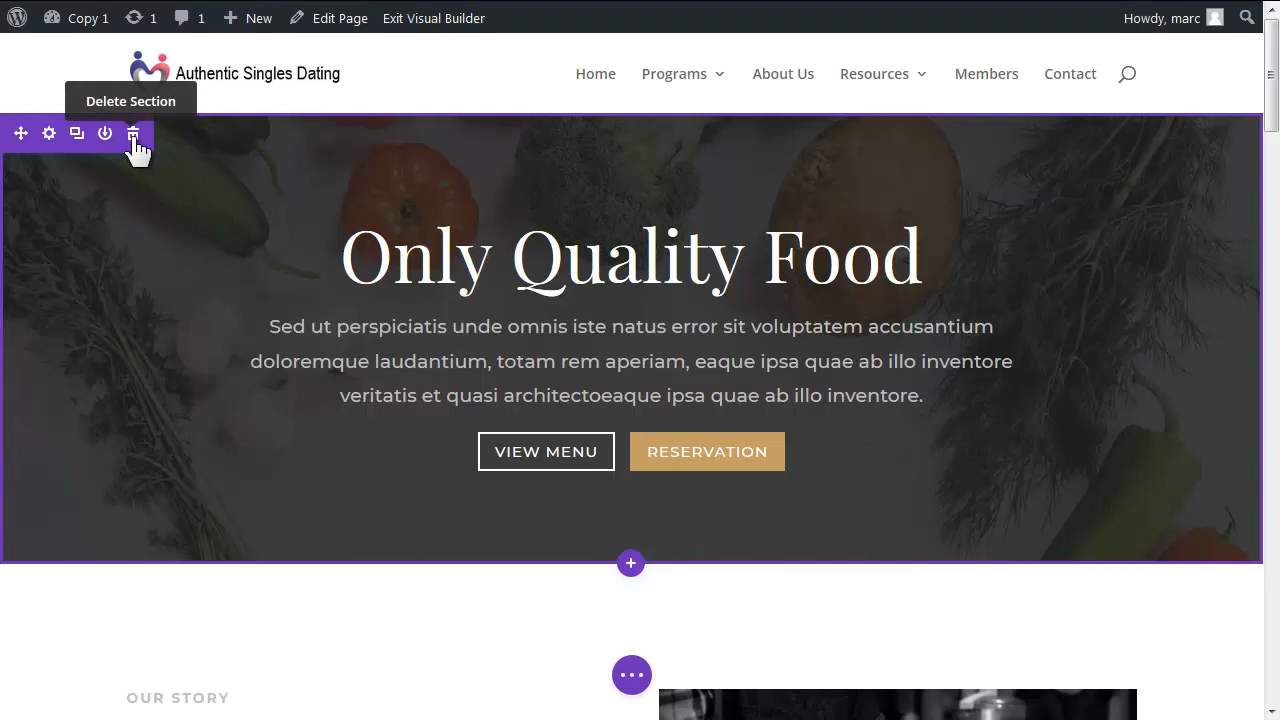 Copy 1
1
1
New
Edit Page
Exit Visual Builder
Howdy, marc
Authentic Singles Dating
Home
Programs
About Us
Resources
Members
Contact
Delete Section
Only Quality Food
Sed ut perspiciatis unde omnis iste natus error sit voluptatem accusantium
doloremque laudantium, totam rem aperiam, eaque ipsa quae ab illo inventore
veritatis et quasi architectoeaque ipsa quae ab illo inventore.
VIEW MENU
RESERVATION
OUR STORY